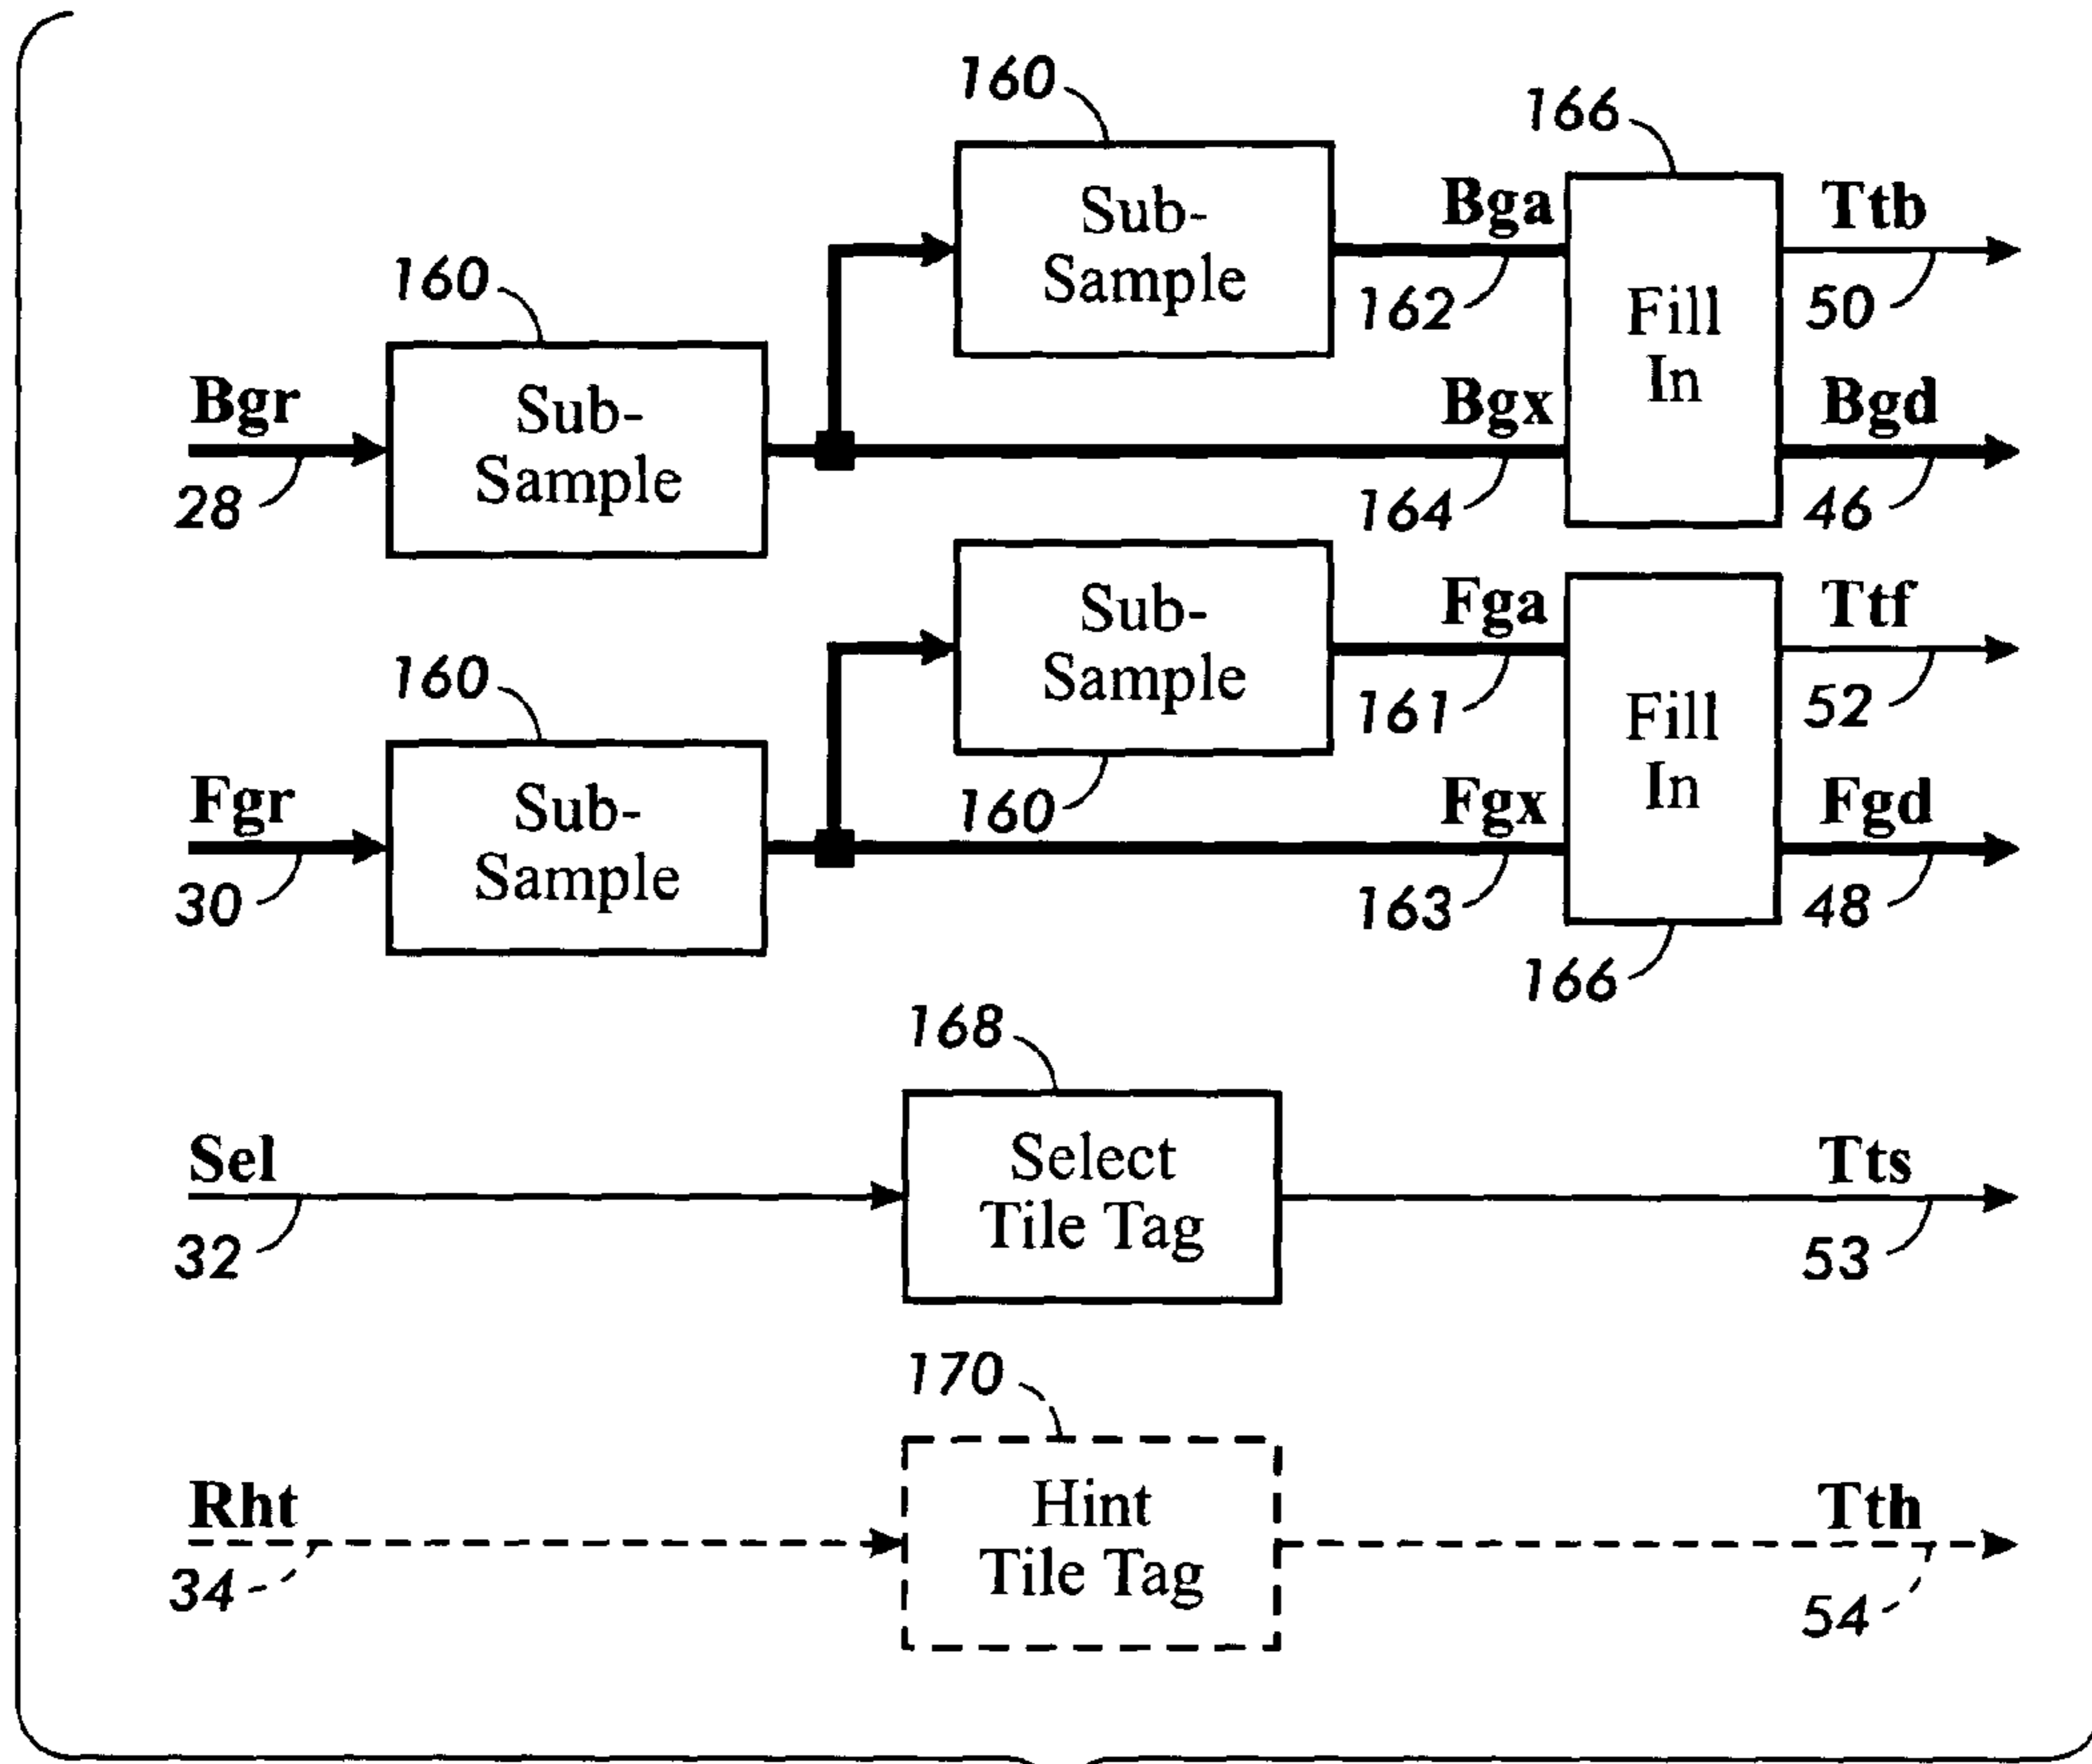 160
166
Sub-
Sample
Bga
Ttb
160
162
50
Fill
In
Bgr
Sub-
Sample
Bgx
Bgd
28
164
46
Sub-
Sample
Fga
Ttf
160
161
52
Fill
In
Fgr
Sub-
Sample
160
Fgx
Fgd
30
163
48
166
168
Sel
Select
Tile Tag
Tts
32
53
170
Rht
Hint
Tile Tag
Tth
34
54